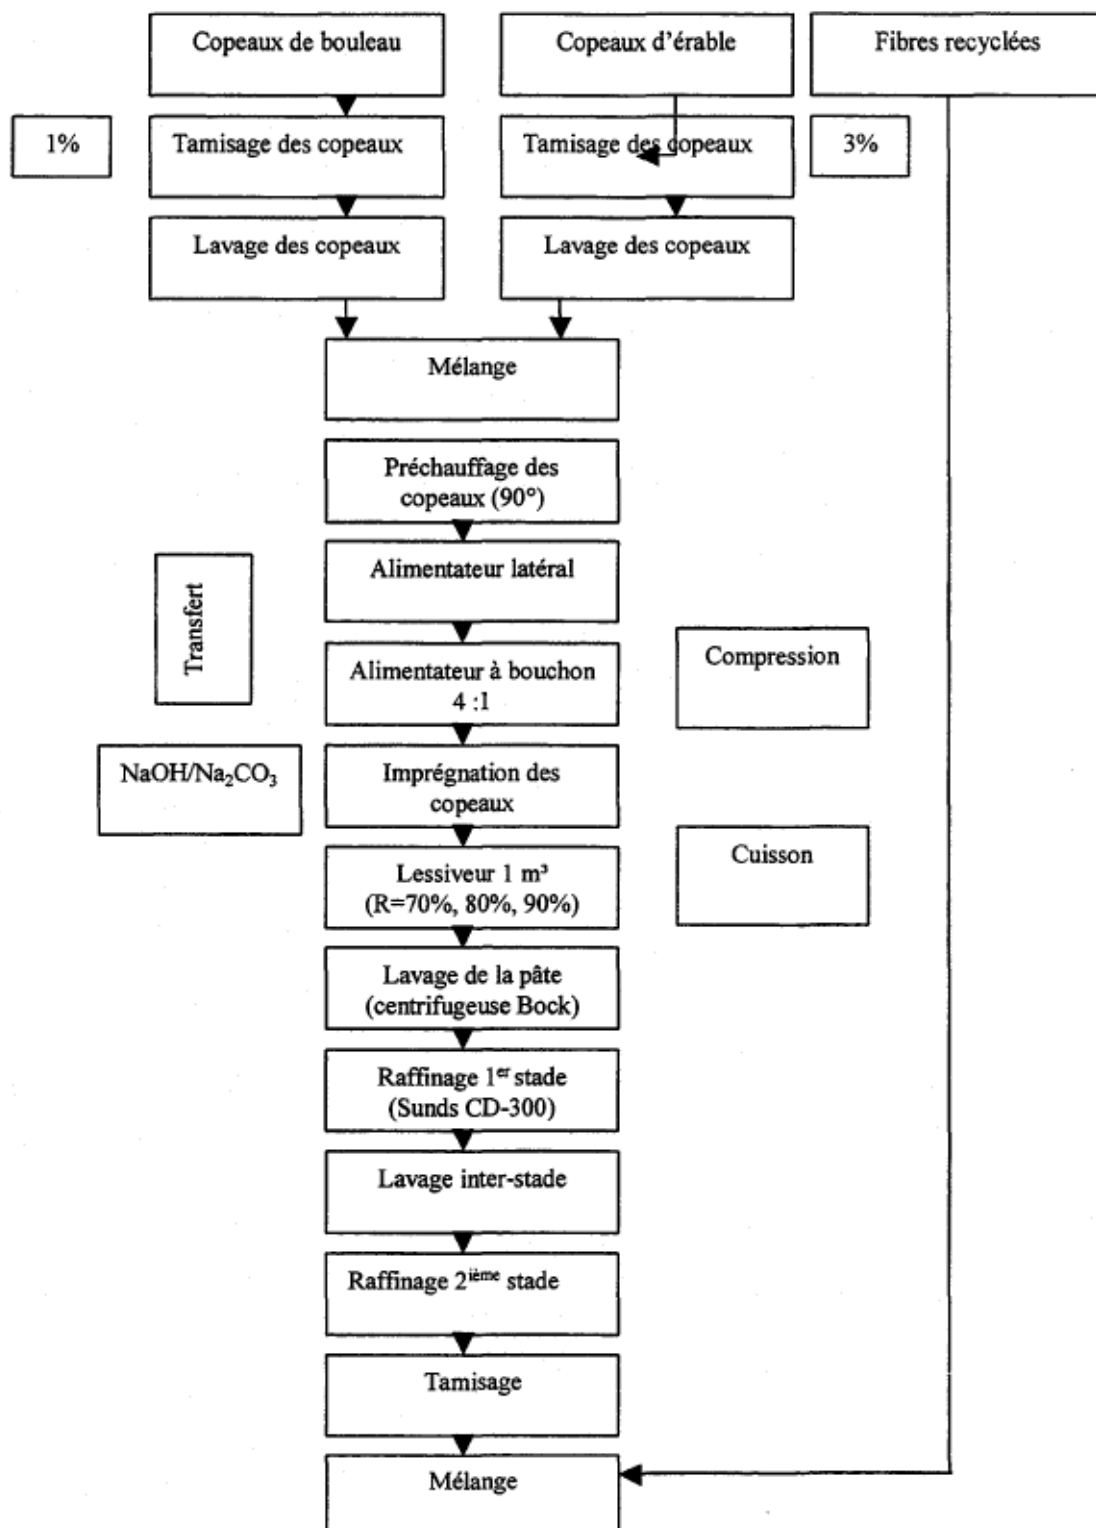 Copeaux de bouleau
Copeaux d'érable
Fibres recyclées
1%
Tamisage des copeaux
Tamisage des copeaux
3%
Lavage des copeaux
Lavage des copeaux
Mélange
Préchauffage des
copeaux (90°)
Alimentateur latéral
Transfert
Alimentateur à bouchon
4 :1
Compression
NaOH/Na₂CO₃
Imprégnation des
copeaux
Lessiveur 1 m³
(R=70%, 80%, 90%)
Cuisson
Lavage de la pâte
(centrifugeuse Bock)
Raffinage 1er stade
(Sunds CD-300)
Lavage inter-stade
Raffinage 2ième stade
Tamisage
Mélange